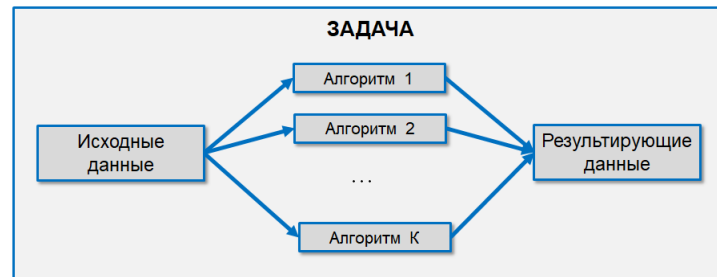 ЗАДАЧА
Алгоритм 1
Алгоритм 2
Исходные
данные
Результирующие
данные
...
Алгоритм К